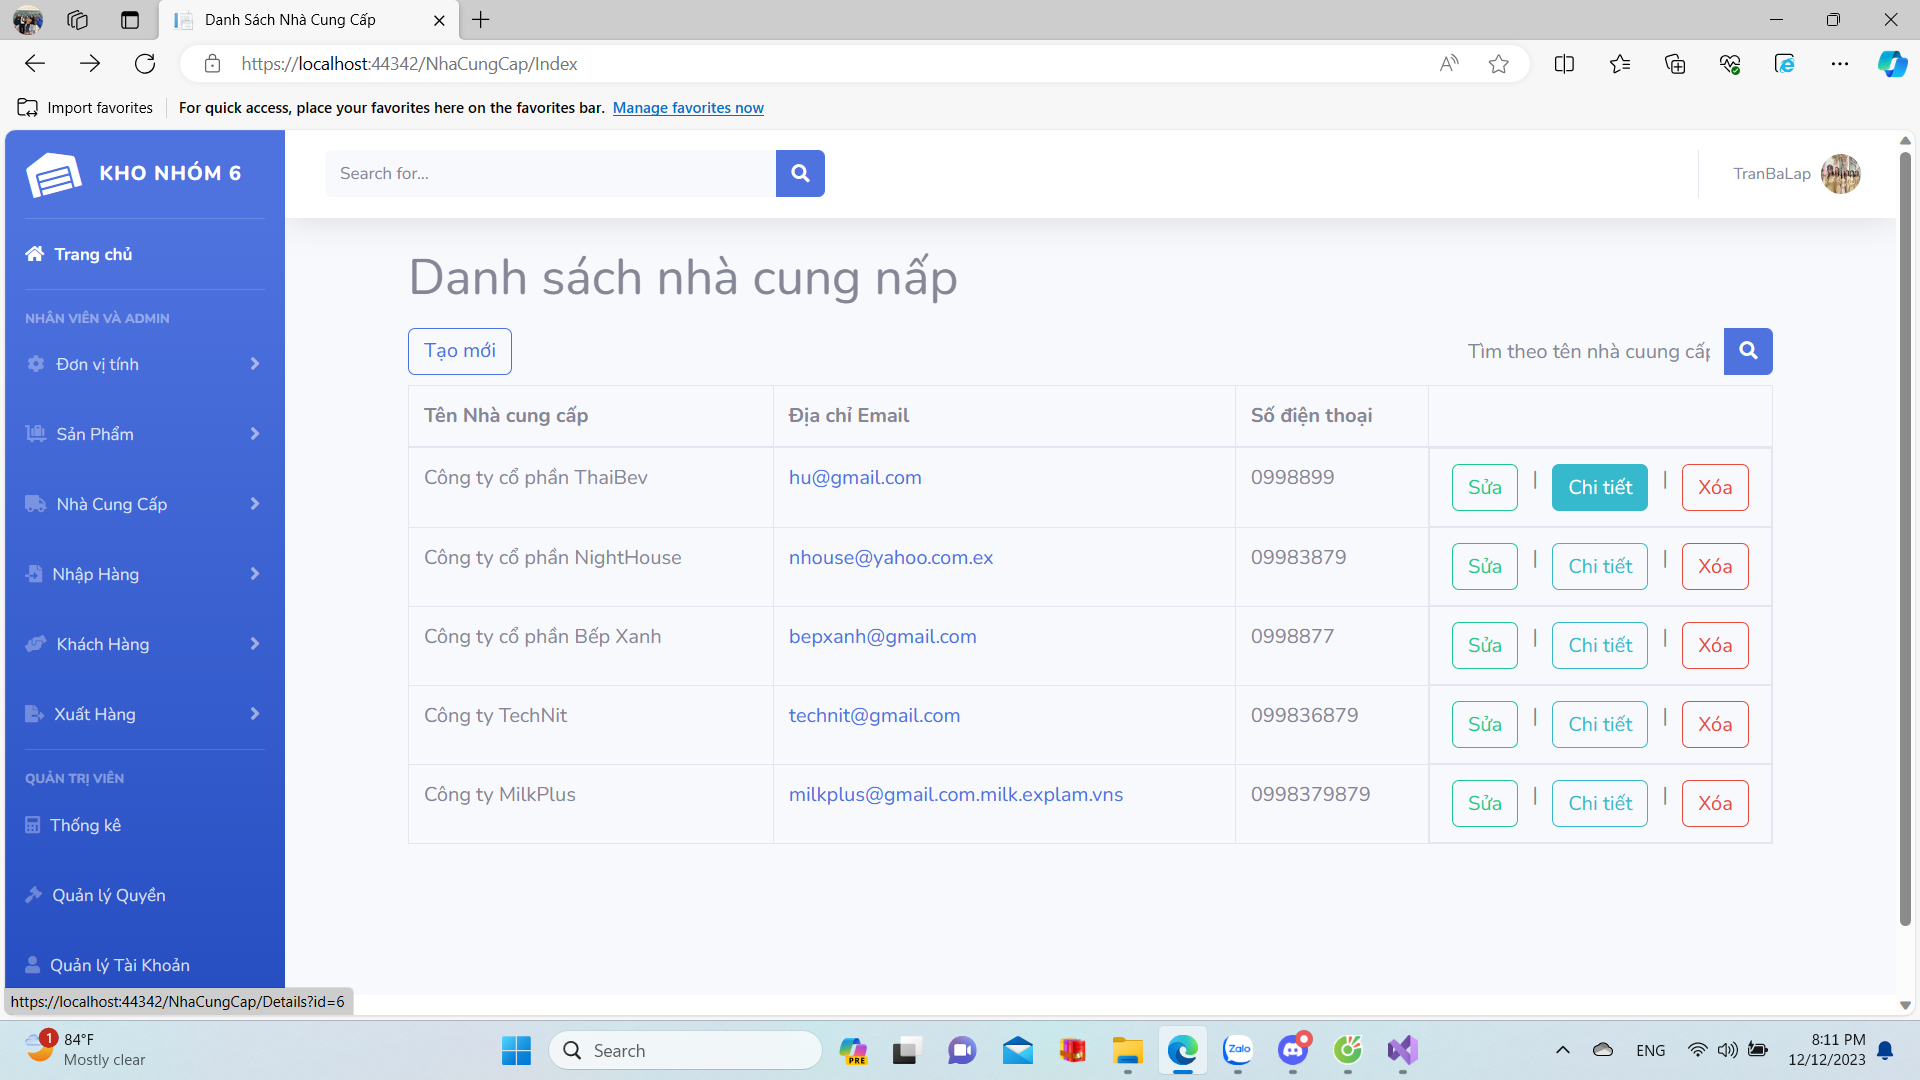 Danh Sách Nhà Cung Cấp
https://localhost:44342/NhaCungCap/Index
Import favorites
For quick access, place your favorites here on the favorites bar. Manage favorites now
KHO NHÓM 6
Search for...
TranBaLap
Trang chủ
NHÂN VIÊN VÀ ADMIN
Đơn vị tính
Sản Phẩm
Nhà Cung Cấp
Nhập Hàng
Khách Hàng
Xuất Hàng
QUẢN TRỊ VIÊN
Thống kê
Quản lý Quyền
Quản lý Tài Khoản
Danh sách nhà cung nấp
Tạo mới
Tìm theo tên nhà cuung cấp
Tên Nhà cung cấp Địa chỉ Email Số điện thoại
Công ty cổ phần ThaiBev hu@gmail.com 0998899 Sửa | Chi tiết | Xóa
Công ty cổ phần NightHouse nhouse@yahoo.com.ex 09983879 Sửa | Chi tiết | Xóa
Công ty cổ phần Bếp Xanh bepxanh@gmail.com 0998877 Sửa | Chi tiết | Xóa
Công ty TechNit technit@gmail.com 099836879 Sửa | Chi tiết | Xóa
Công ty MilkPlus milkplus@gmail.com.milk.explam.vns 0998379879 Sửa | Chi tiết | Xóa
https://localhost:44342/NhaCungCap/Details?id=6
1
84°F
Mostly clear
Search
PRE
Zalo
ENG
8:11 PM
12/12/2023